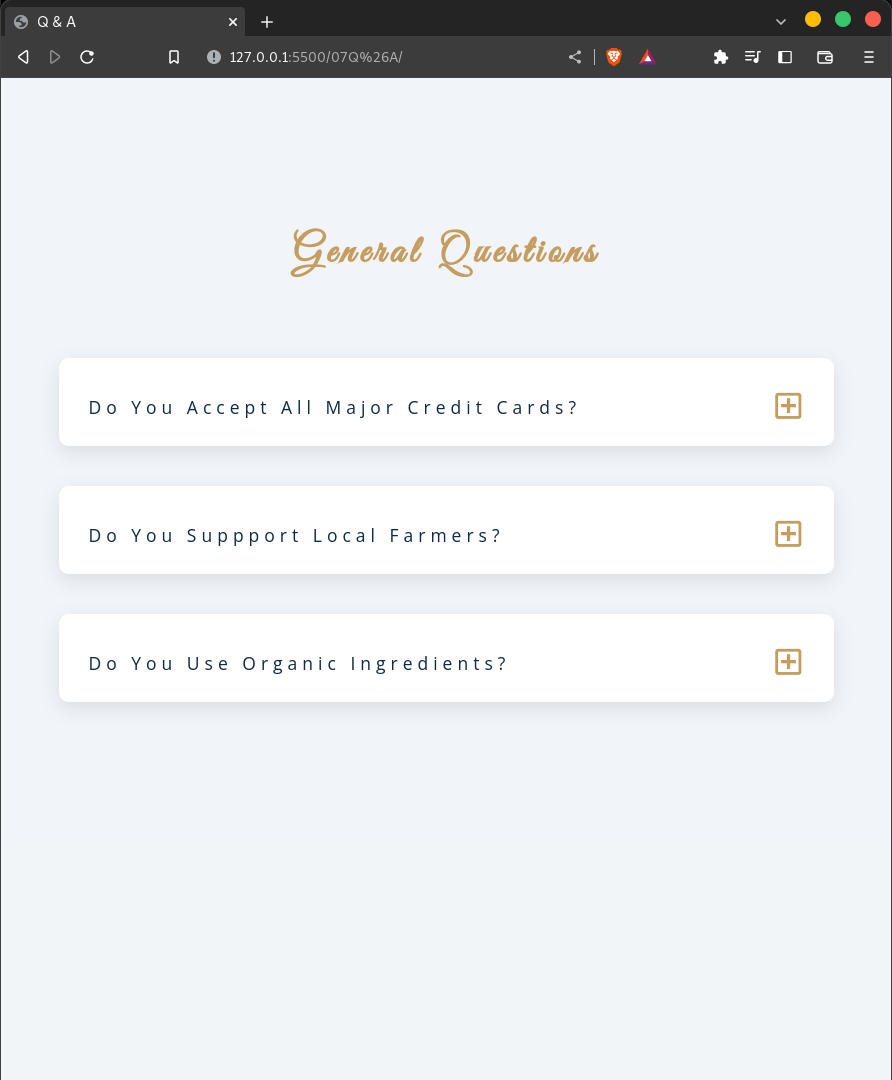 Q & A
127.0.0.1:5500/07Q%26A/
General Questions
Do You Accept All Major Credit Cards?
Do You Suppport Local Farmers?
Do You Use Organic Ingredients?